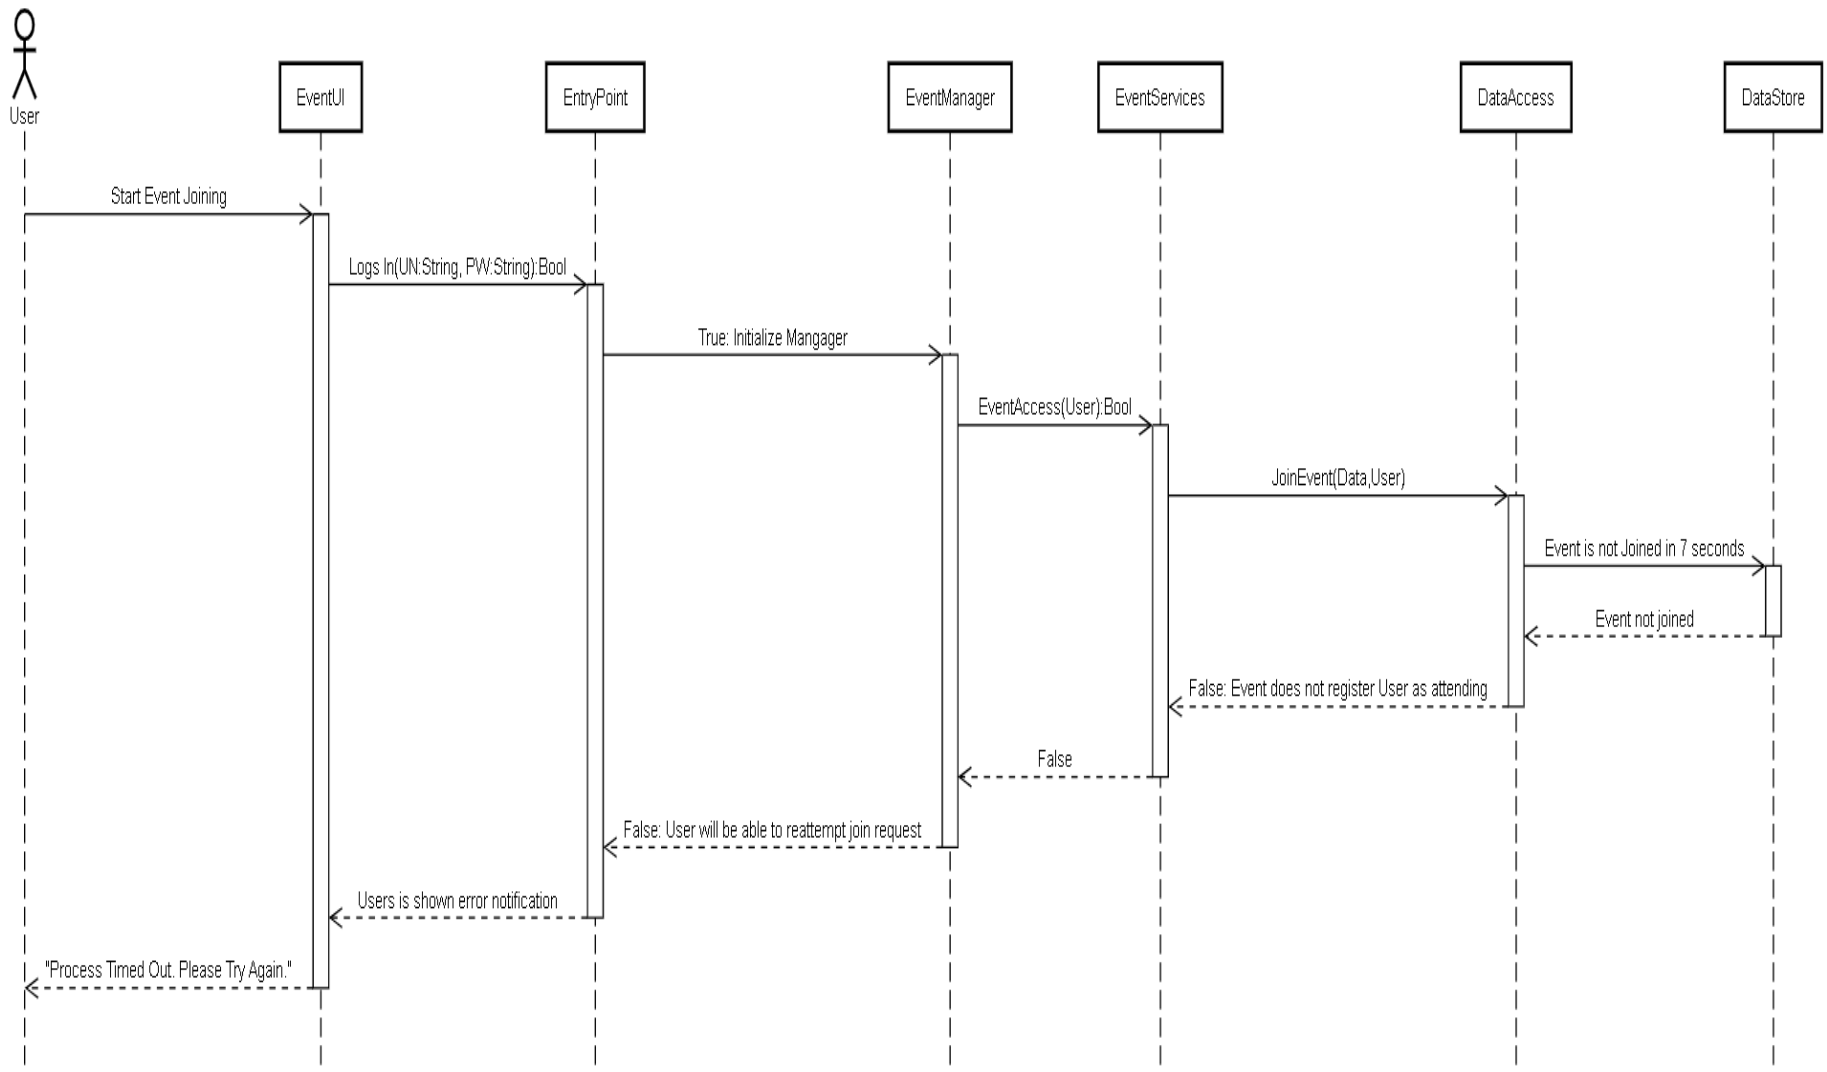 User
EventUI
EntryPoint
EventManager
EventServices
DataAccess
DataStore
Start Event Joining
Logs In(UN:String, PW:String):Bool
True: Initialize Mangager
EventAccess(User):Bool
JoinEvent(Data,User)
Event is not Joined in 7 seconds
Event not joined
False: Event does not register User as attending
False
False: User will be able to reattempt join request
Users is shown error notification
"Process Timed Out. Please Try Again."